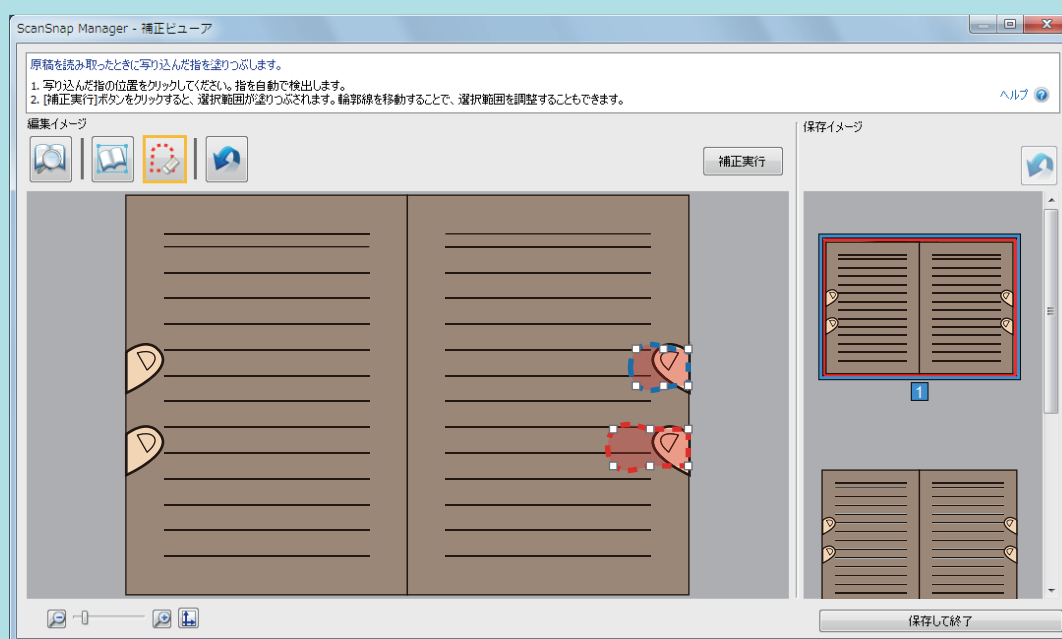 ScanSnap Manager - 補正ビューア
原稿を読み取ったときに写り込んだ指を塗りつぶします。
1. 写り込んだ指の位置をクリックしてください。指を自動で検出します。
2. [補正実行]ボタンをクリックすると、選択範囲が塗りつぶされます。輪郭線を移動することで、選択範囲を調整することもできます。
ヘルプ
編集イメージ
保存イメージ
補正実行
1
保存して終了